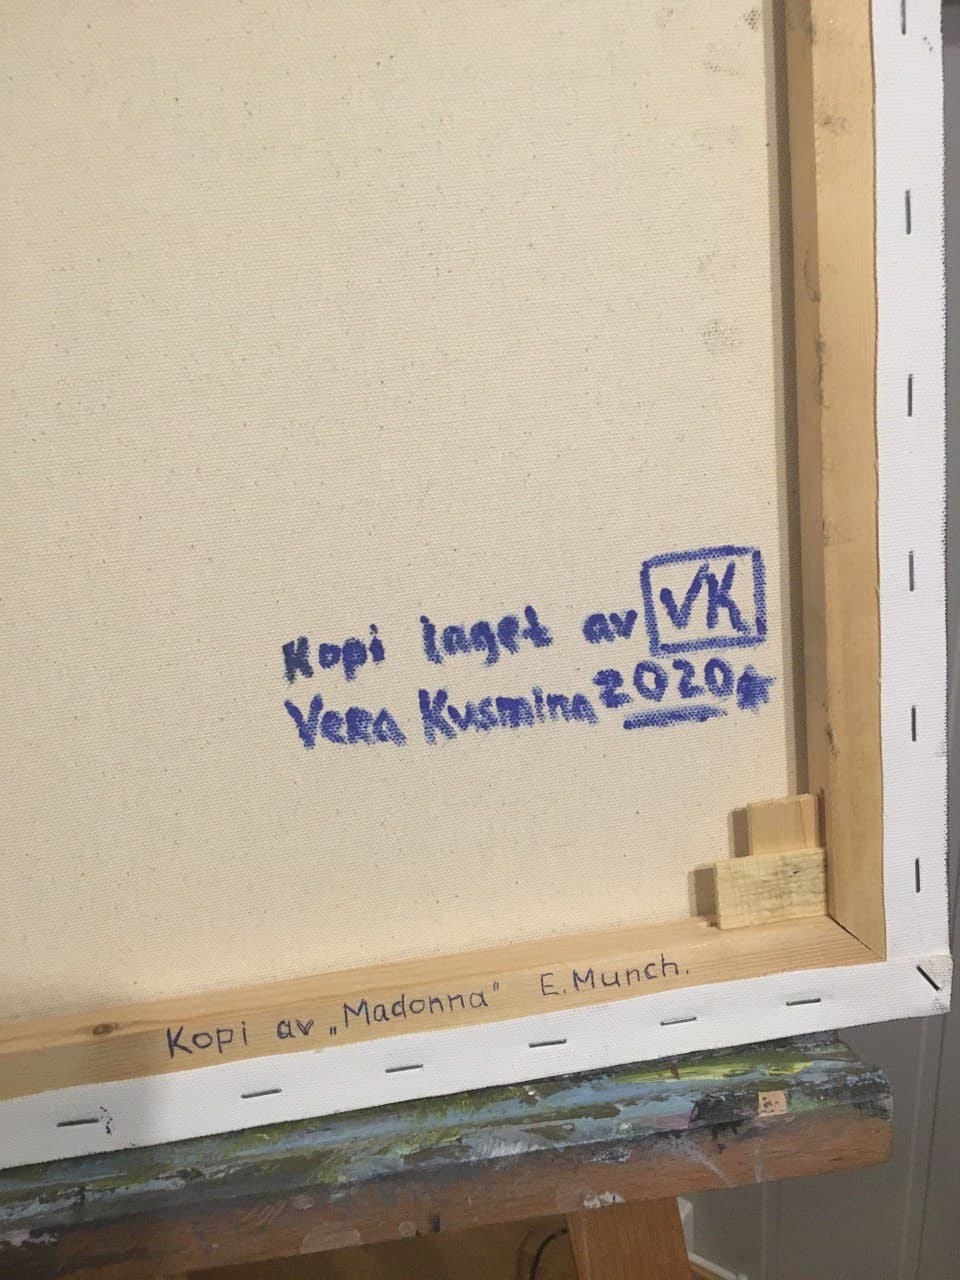 Kopi laget av VK
Vera Kusmina 2020
Kopi av „Madonna" E. Munch.